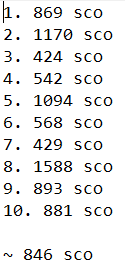 1. 869 sco
2. 1170 sco
3. 424 sco
4. 542 sco
5. 1094 sco
6. 568 sco
7. 429 sco
8. 1588 sco
9. 893 sco
10. 881 sco

~ 846 sco